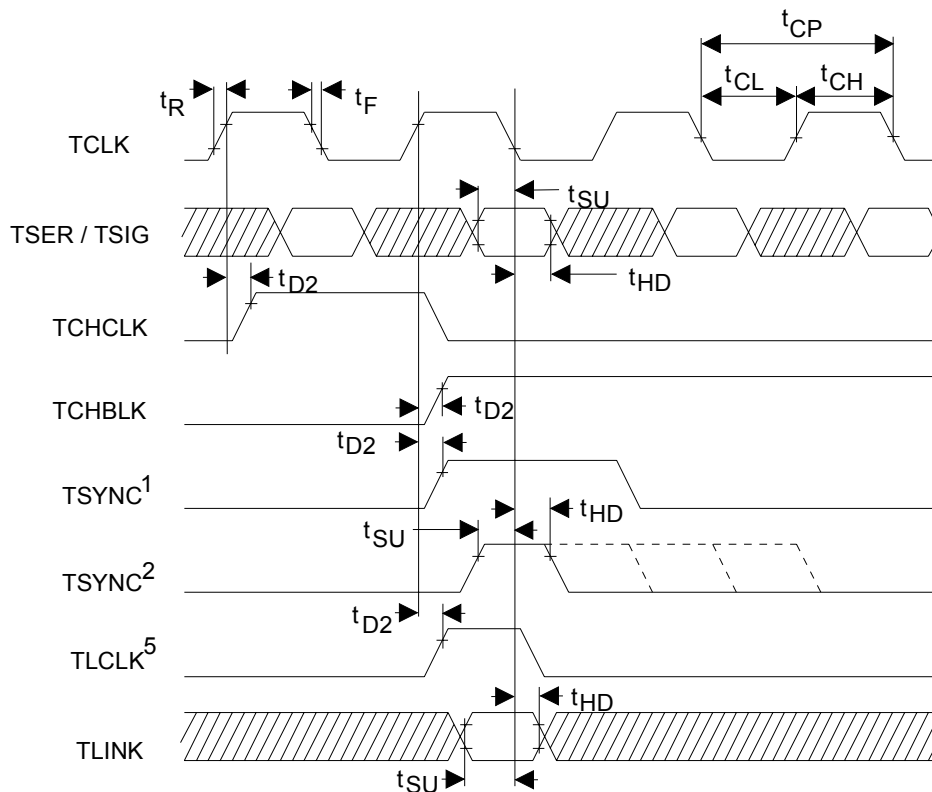 tCP
tCL tCH
tR tF
TCLK
tSU
TSER / TSIG
tD2 tHD
TCHCLK
TCHBLK tD2
tD2
TSYNC1
tSU tHD
TSYNC2
tD2
TLCLK5
tHD
TLINK
tSU